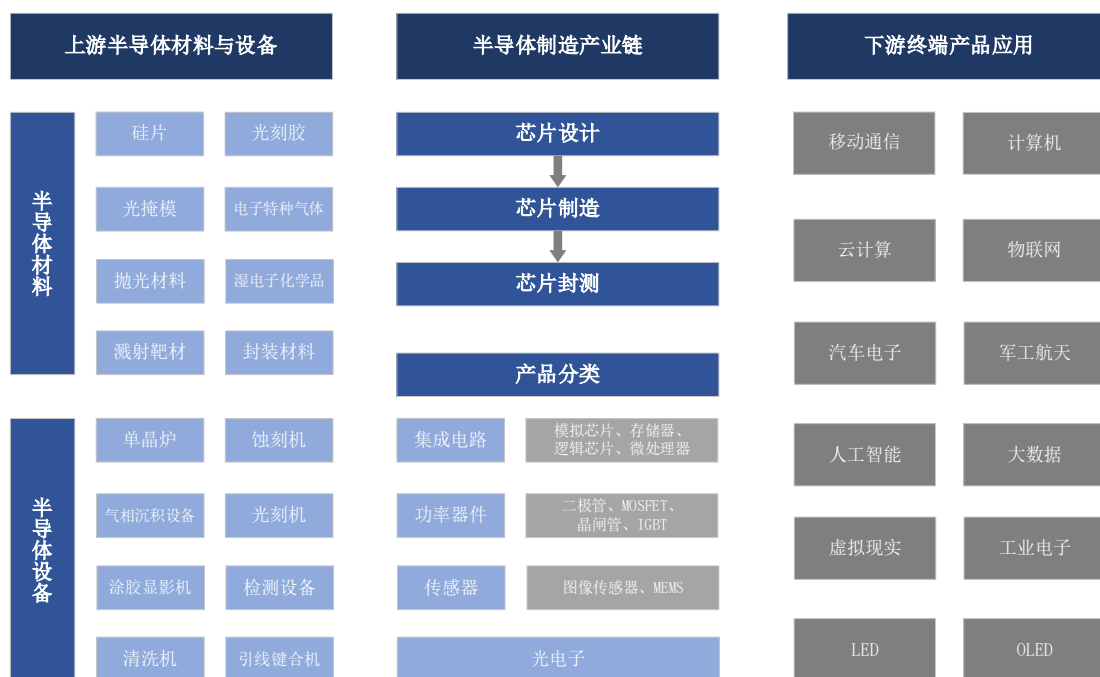 上游半导体材料与设备
半导体制造产业链
下游终端产品应用
半导体材料
硅片
光刻胶
光掩模
电子特种气体
抛光材料
湿电子化学品
溅射靶材
封装材料
半导体设备
单晶炉
蚀刻机
气相沉积设备
光刻机
涂胶显影机
检测设备
清洗机
引线键合机
芯片设计
芯片制造
芯片封测
产品分类
集成电路
模拟芯片、存储器、
逻辑芯片、微处理器
功率器件
二极管、MOSFET、
晶闸管、IGBT
传感器
图像传感器、MEMS
光电子
移动通信
计算机
云计算
物联网
汽车电子
军工航天
人工智能
大数据
虚拟现实
工业电子
LED
OLED